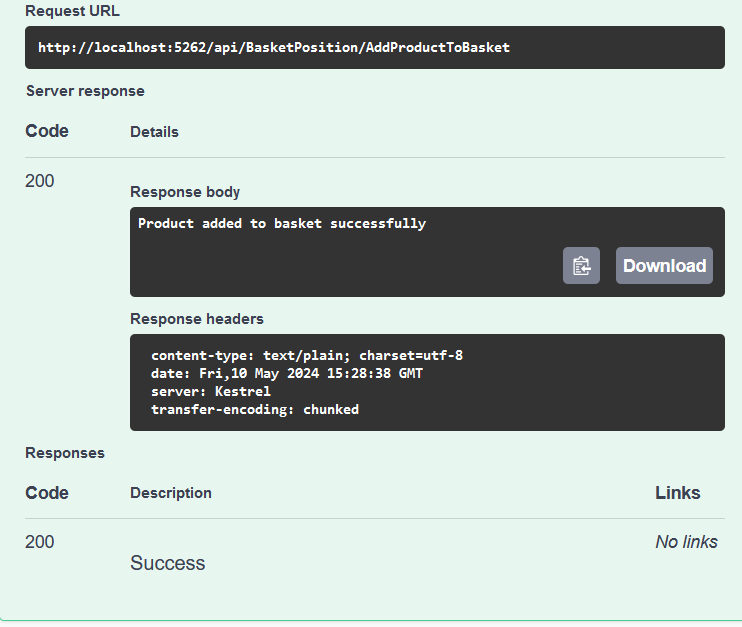 Request URL
http://localhost:5262/api/BasketPosition/AddProductToBasket
Server response
Code Details
200
Response body
Product added to basket successfully
Download
Response headers
content-type: text/plain; charset=utf-8
date: Fri,10 May 2024 15:28:38 GMT
server: Kestrel
transfer-encoding: chunked
Responses
Code Description Links
200 No links
Success